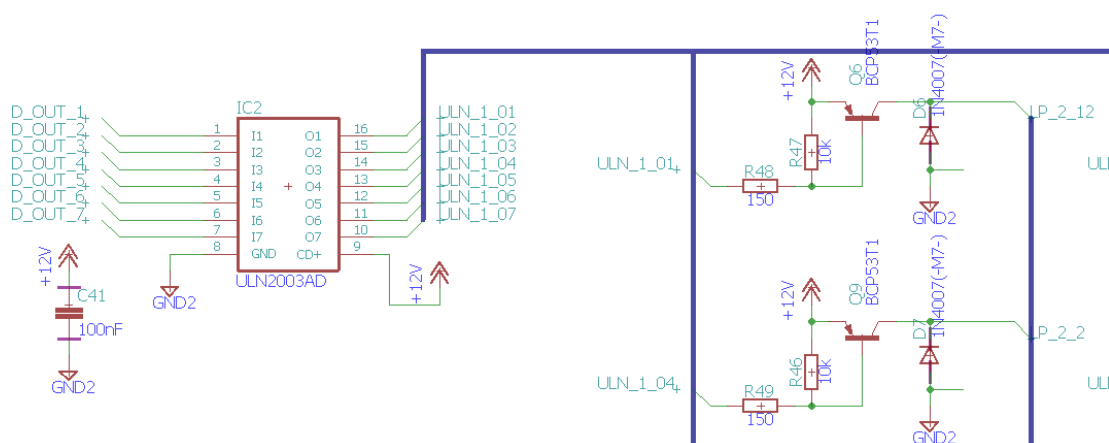 D_OUT_1
D_OUT_2
D_OUT_3
D_OUT_4
D_OUT_5
D_OUT_6
D_OUT_7
IC2
1 I1 O1 16
2 I2 O2 15
3 I3 O3 14
4 I4 O4 13
5 I5 O5 12
6 I6 O6 11
7 I7 O7 10
8 GND CD+ 9
ULN2003AD
GND2
+12V
ULN_1_01
ULN_1_02
ULN_1_03
ULN_1_04
ULN_1_05
ULN_1_06
ULN_1_07
+12V
C41
100nF
GND2
+12V
Q6
BCP53T1
D6
1N4007(-M7-)
LP_2_12
ULN_1_01
R47
10k
R48
150
GND2
UL
+12V
Q9
BCP53T1
D7
1N4007(-M7-)
LP_2_2
ULN_1_04
R46
10k
R49
150
GND2
UL